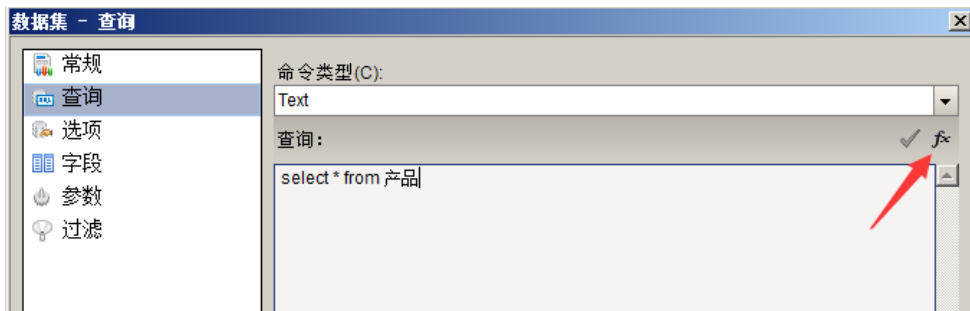 数据集 - 查询
常规
查询
选项
字段
参数
过滤
命令类型(C):
Text
查询:
fx
select * from 产品